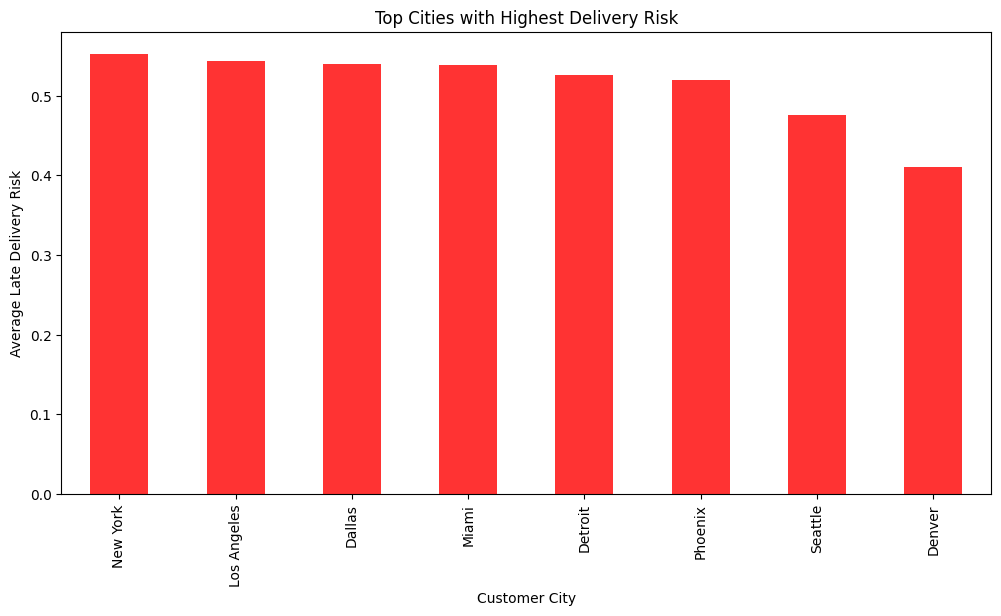 Top Cities with Highest Delivery Risk
Average Late Delivery Risk
0.5
0.4
0.3
0.2
0.1
0.0
New York
Los Angeles
Dallas
Miami
Detroit
Phoenix
Seattle
Denver
Customer City